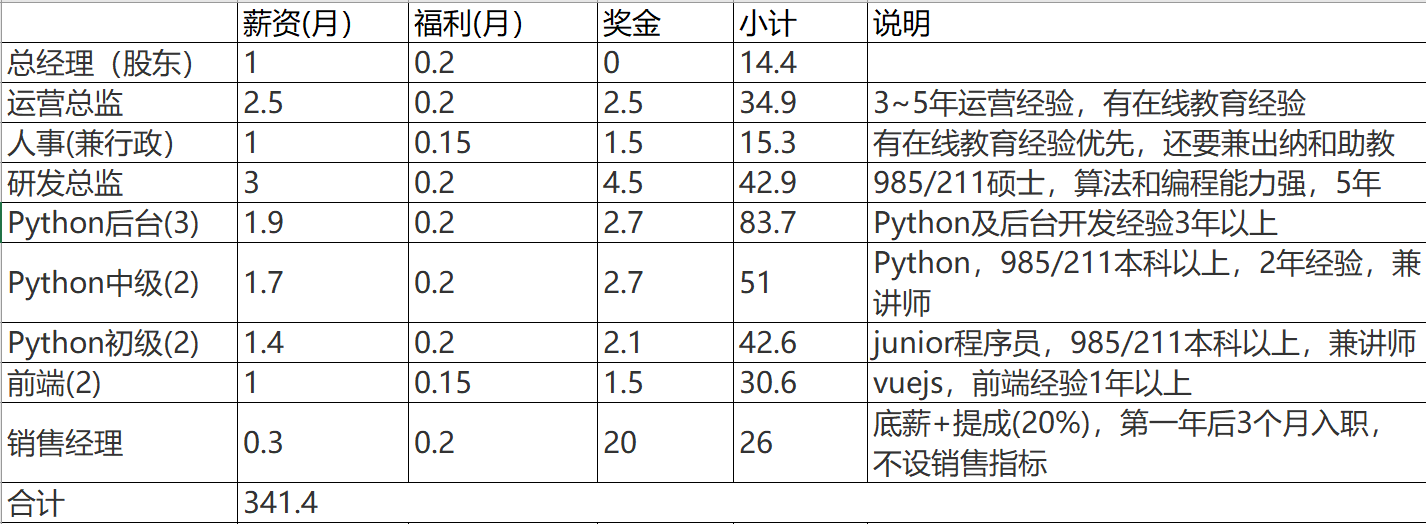 薪资(月) 福利(月) 奖金 小计 说明
总经理（股东） 1 0.2 0 14.4
运营总监 2.5 0.2 2.5 34.9 3~5年运营经验，有在线教育经验
人事(兼行政） 1 0.15 1.5 15.3 有在线教育经验优先，还要兼出纳和助教
研发总监 3 0.2 4.5 42.9 985/211硕士，算法和编程能力强，5年
Python后台(3) 1.9 0.2 2.7 83.7 Python及后台开发经验3年以上
Python中级(2) 1.7 0.2 2.7 51 Python，985/211本科以上，2年经验，兼
讲师
Python初级(2) 1.4 0.2 2.1 42.6 junior程序员，985/211本科以上，兼讲师
前端(2) 1 0.15 1.5 30.6 vuejs，前端经验1年以上
销售经理 0.3 0.2 20 26 底薪+提成(20%)，第一年后3个月入职，
不设销售指标
合计 341.4